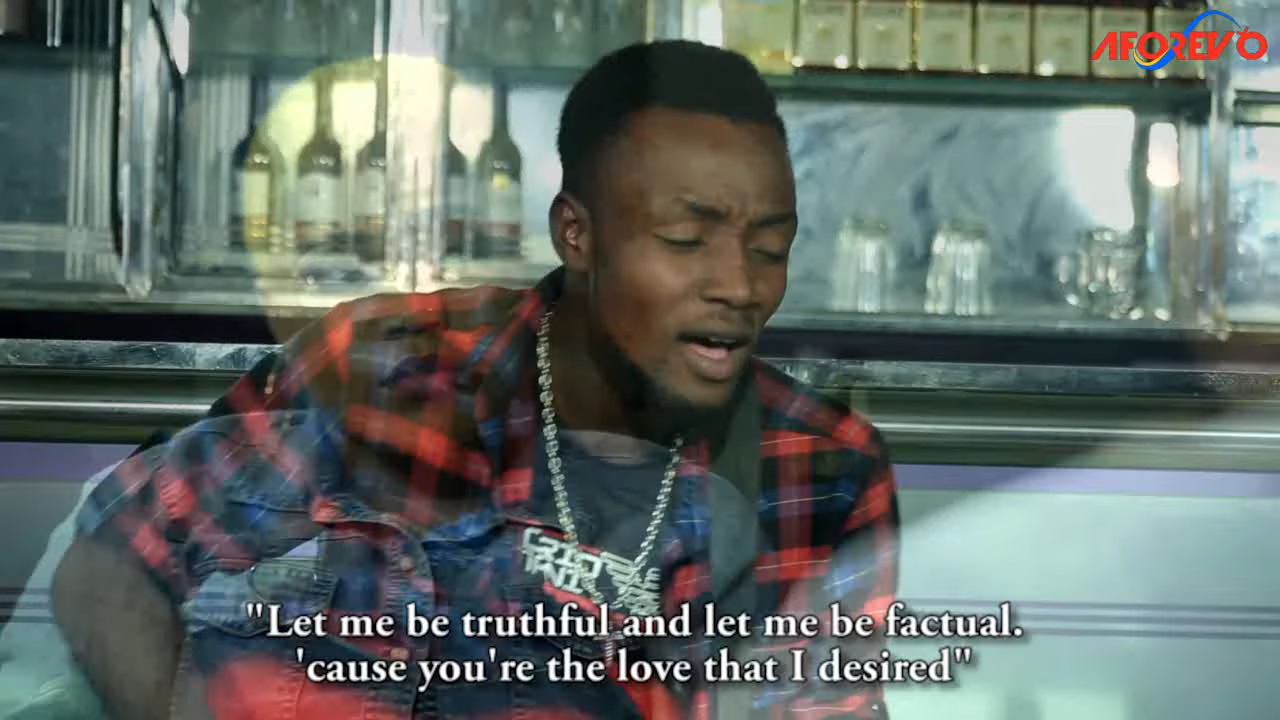 AFOREVO
"Let me be truthful and let me be factual.
'cause you're the love that I desired"